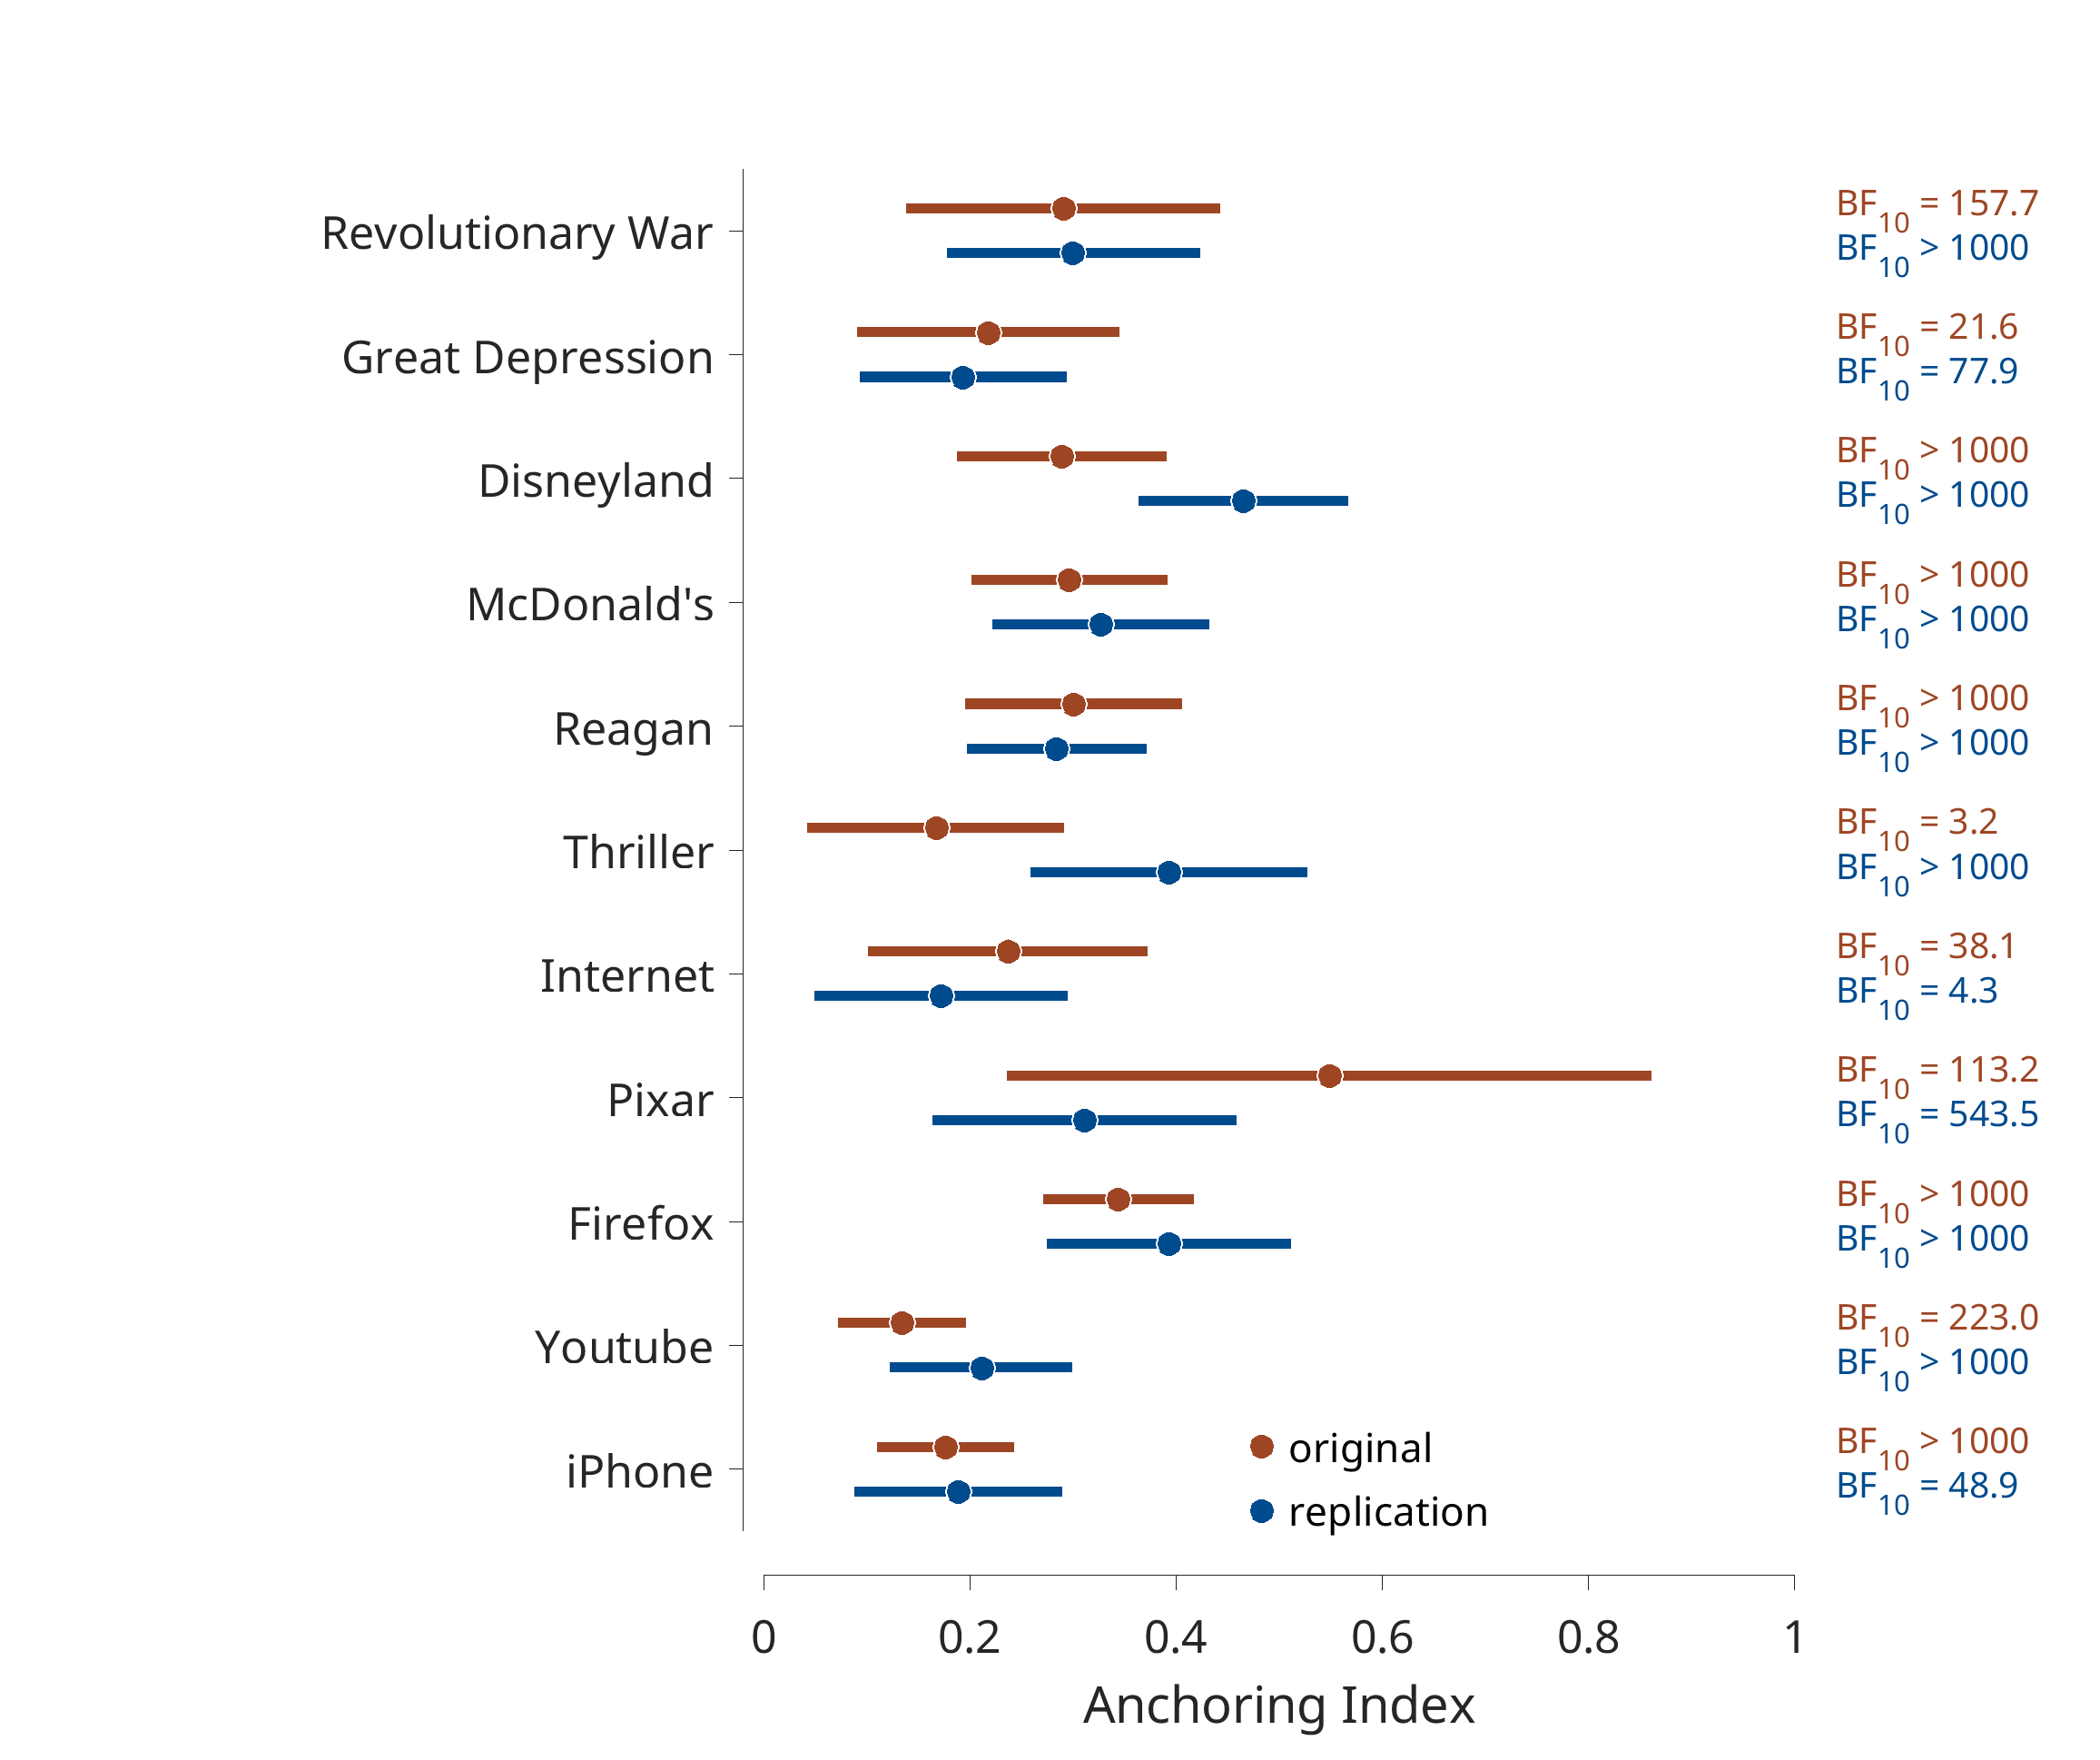 Revolutionary War
BF10 = 157.7
BF10 > 1000
Great Depression
BF10 = 21.6
BF10 = 77.9
Disneyland
BF10 > 1000
BF10 > 1000
McDonald's
BF10 > 1000
BF10 > 1000
Reagan
BF10 > 1000
BF10 > 1000
Thriller
BF10 = 3.2
BF10 > 1000
Internet
BF10 = 38.1
BF10 = 4.3
Pixar
BF10 = 113.2
BF10 = 543.5
Firefox
BF10 > 1000
BF10 > 1000
Youtube
BF10 = 223.0
BF10 > 1000
iPhone
BF10 > 1000
BF10 = 48.9
original
replication
0 0.2 0.4 0.6 0.8 1
Anchoring Index